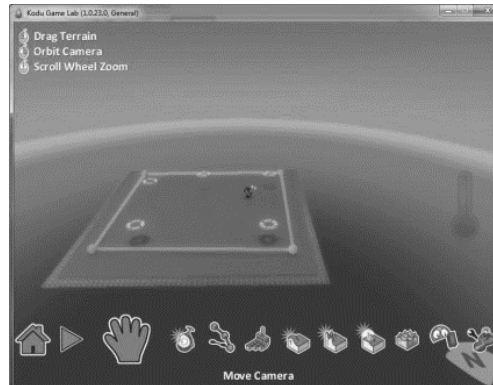 Kodu Game Lab (1.0.23.0, General)
Drag Terrain
Orbit Camera
Scroll Wheel Zoom
N
Move Camera